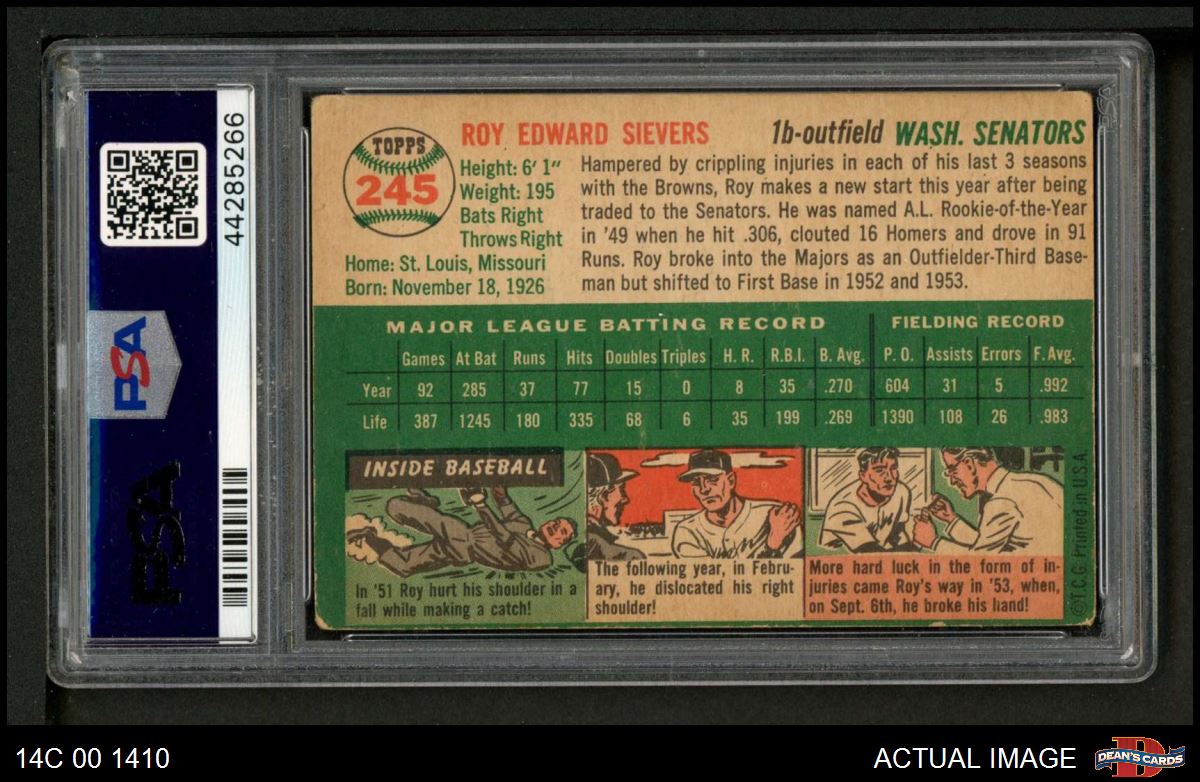 44285266
PSA
PSA
TOPPS
245
ROY EDWARD SIEVERS
1b-outfield WASH. SENATORS
Height: 6' 1"
Weight: 195
Bats Right
Throws Right
Home: St. Louis, Missouri
Born: November 18, 1926
Hampered by crippling injuries in each of his last 3 seasons
with the Browns, Roy makes a new start this year after being
traded to the Senators. He was named A.L. Rookie-of-the-Year
in '49 when he hit .306, clouted 16 Homers and drove in 91
Runs. Roy broke into the Majors as an Outfielder-Third Base-
man but shifted to First Base in 1952 and 1953.
MAJOR LEAGUE BATTING RECORD FIELDING RECORD
Games At Bat Runs Hits Doubles Triples H. R. R.B.I. B. Avg. P. O. Assists Errors F. Avg.
Year 92 285 37 77 15 0 8 35 .270 604 31 5 .992
Life 387 1245 180 335 68 6 35 199 .269 1390 108 26 .983
INSIDE BASEBALL
In '51 Roy hurt his shoulder in a
fall while making a catch!
The following year, in Febru-
ary, he dislocated his right
shoulder!
More hard luck in the form of in-
juries came Roy's way in '53, when,
on Sept. 6th, he broke his hand!
©T.C.G. Printed in U.S.A.
PSA
14C 00 1410
ACTUAL IMAGE
D
DEAN'S CARDS